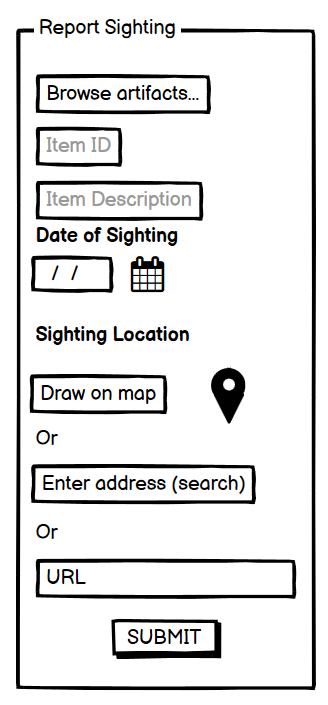 Report Sighting
Browse artifacts...
Item ID
Item Description
Date of Sighting
/ /
Sighting Location
Draw on map
Or
Enter address (search)
Or
URL
SUBMIT